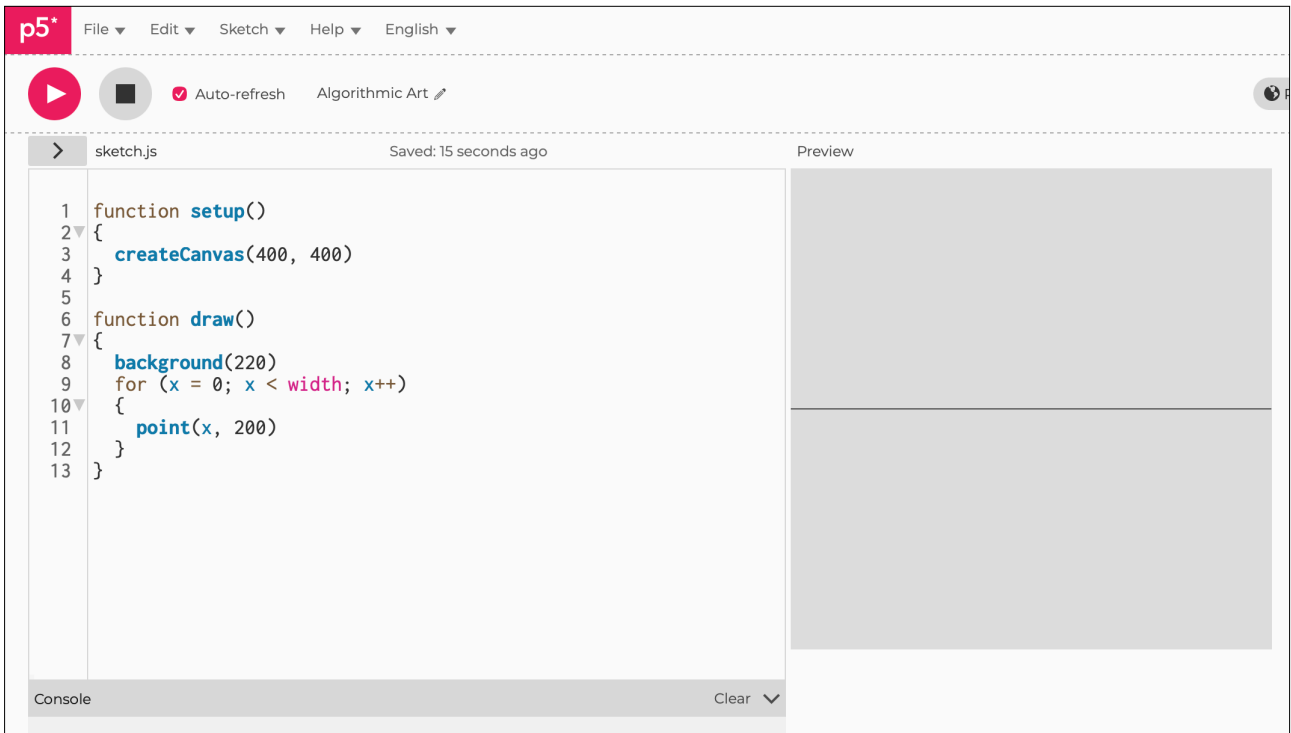 p5* File Edit Sketch Help English
Auto-refresh Algorithmic Art
sketch.js Saved: 15 seconds ago Preview
1 function setup()
2 {
3 createCanvas(400, 400)
4 }
5
6 function draw()
7 {
8 background(220)
9 for (x = 0; x < width; x++)
10 {
11 point(x, 200)
12 }
13 }
Console Clear